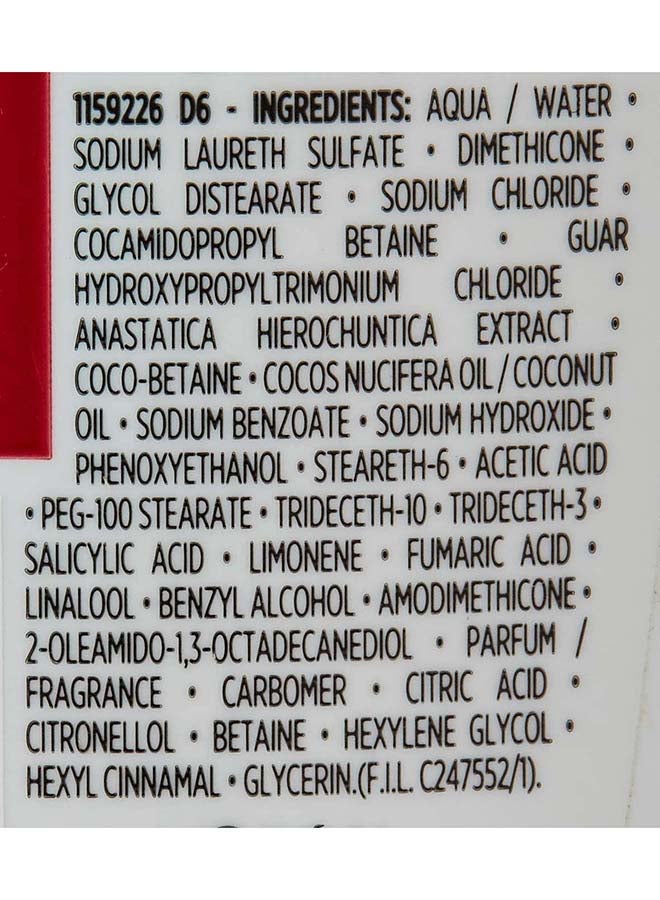 1159226 D6 - INGREDIENTS: AQUA / WATER •
SODIUM LAURETH SULFATE • DIMETHICONE •
GLYCOL DISTEARATE • SODIUM CHLORIDE •
COCAMIDOPROPYL BETAINE • GUAR
HYDROXYPROPYLTRIMONIUM CHLORIDE •
ANASTATICA HIEROCHUNTICA EXTRACT •
COCO-BETAINE • COCOS NUCIFERA OIL / COCONUT
OIL • SODIUM BENZOATE • SODIUM HYDROXIDE •
PHENOXYETHANOL • STEARETH-6 • ACETIC ACID
• PEG-100 STEARATE • TRIDECETH-10 • TRIDECETH-3 •
SALICYLIC ACID • LIMONENE • FUMARIC ACID •
LINALOOL • BENZYL ALCOHOL • AMODIMETHICONE •
2-OLEAMIDO-1,3-OCTADECANEDIOL • PARFUM /
FRAGRANCE • CARBOMER • CITRIC ACID •
CITRONELLOL • BETAINE • HEXYLENE GLYCOL •
HEXYL CINNAMAL • GLYCERIN.(F.I.L. C247552/1).